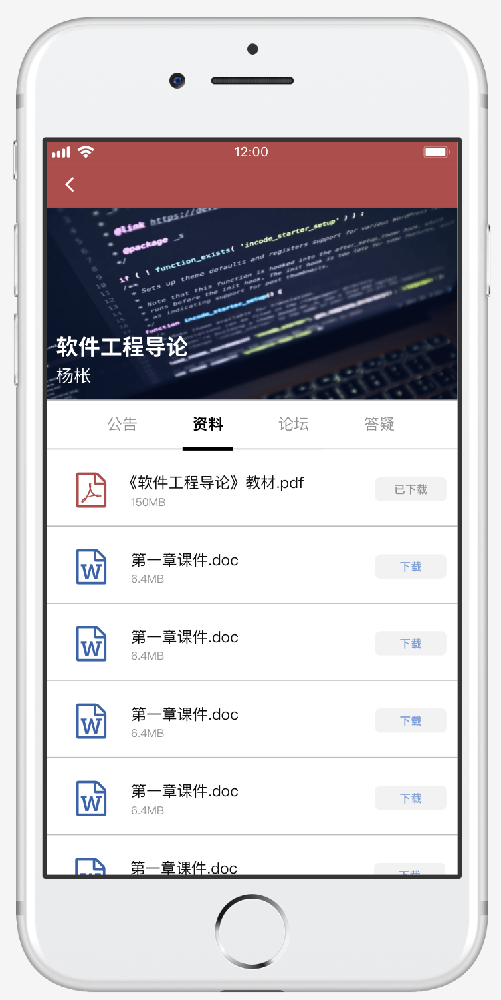 12:00
@link https://de
* @package _s
*/
if ( ! function_exists( 'incode_starter_setup' ) ) :
/**
* Sets up theme defaults and registers support for various WordPress
* Note that this function is hooked into the after_setup_theme hook, which
* runs before the init hook. The init hook is too late for some features, such
* as indicating support for post thumbnails.
*/
function incode_starter_setup() {
软件工程导论
杨枨
公告 资料 论坛 答疑
《软件工程导论》教材.pdf
150MB
已下载
第一章课件.doc
6.4MB
下载
第一章课件.doc
6.4MB
下载
第一章课件.doc
6.4MB
下载
第一章课件.doc
6.4MB
下载
第一章课件.doc
下载